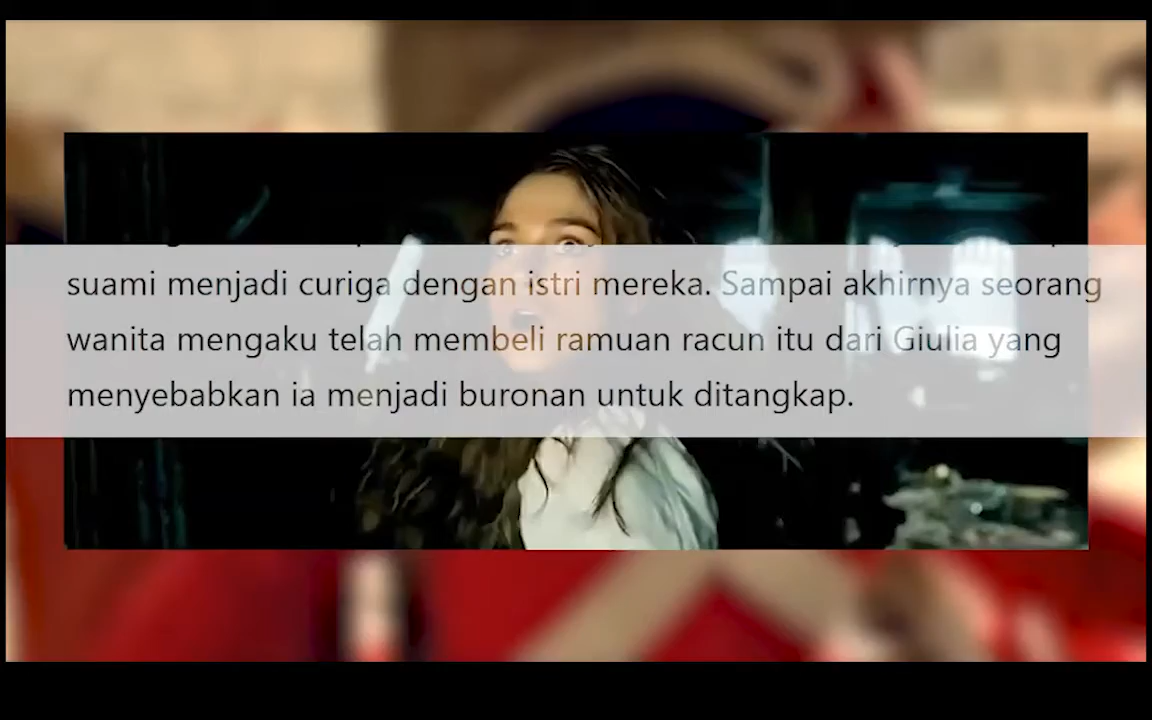 suami menjadi curiga dengan istri mereka. Sampai akhirnya seorang
wanita mengaku telah membeli ramuan racun itu dari Giulia yang
menyebabkan ia menjadi buronan untuk ditangkap.